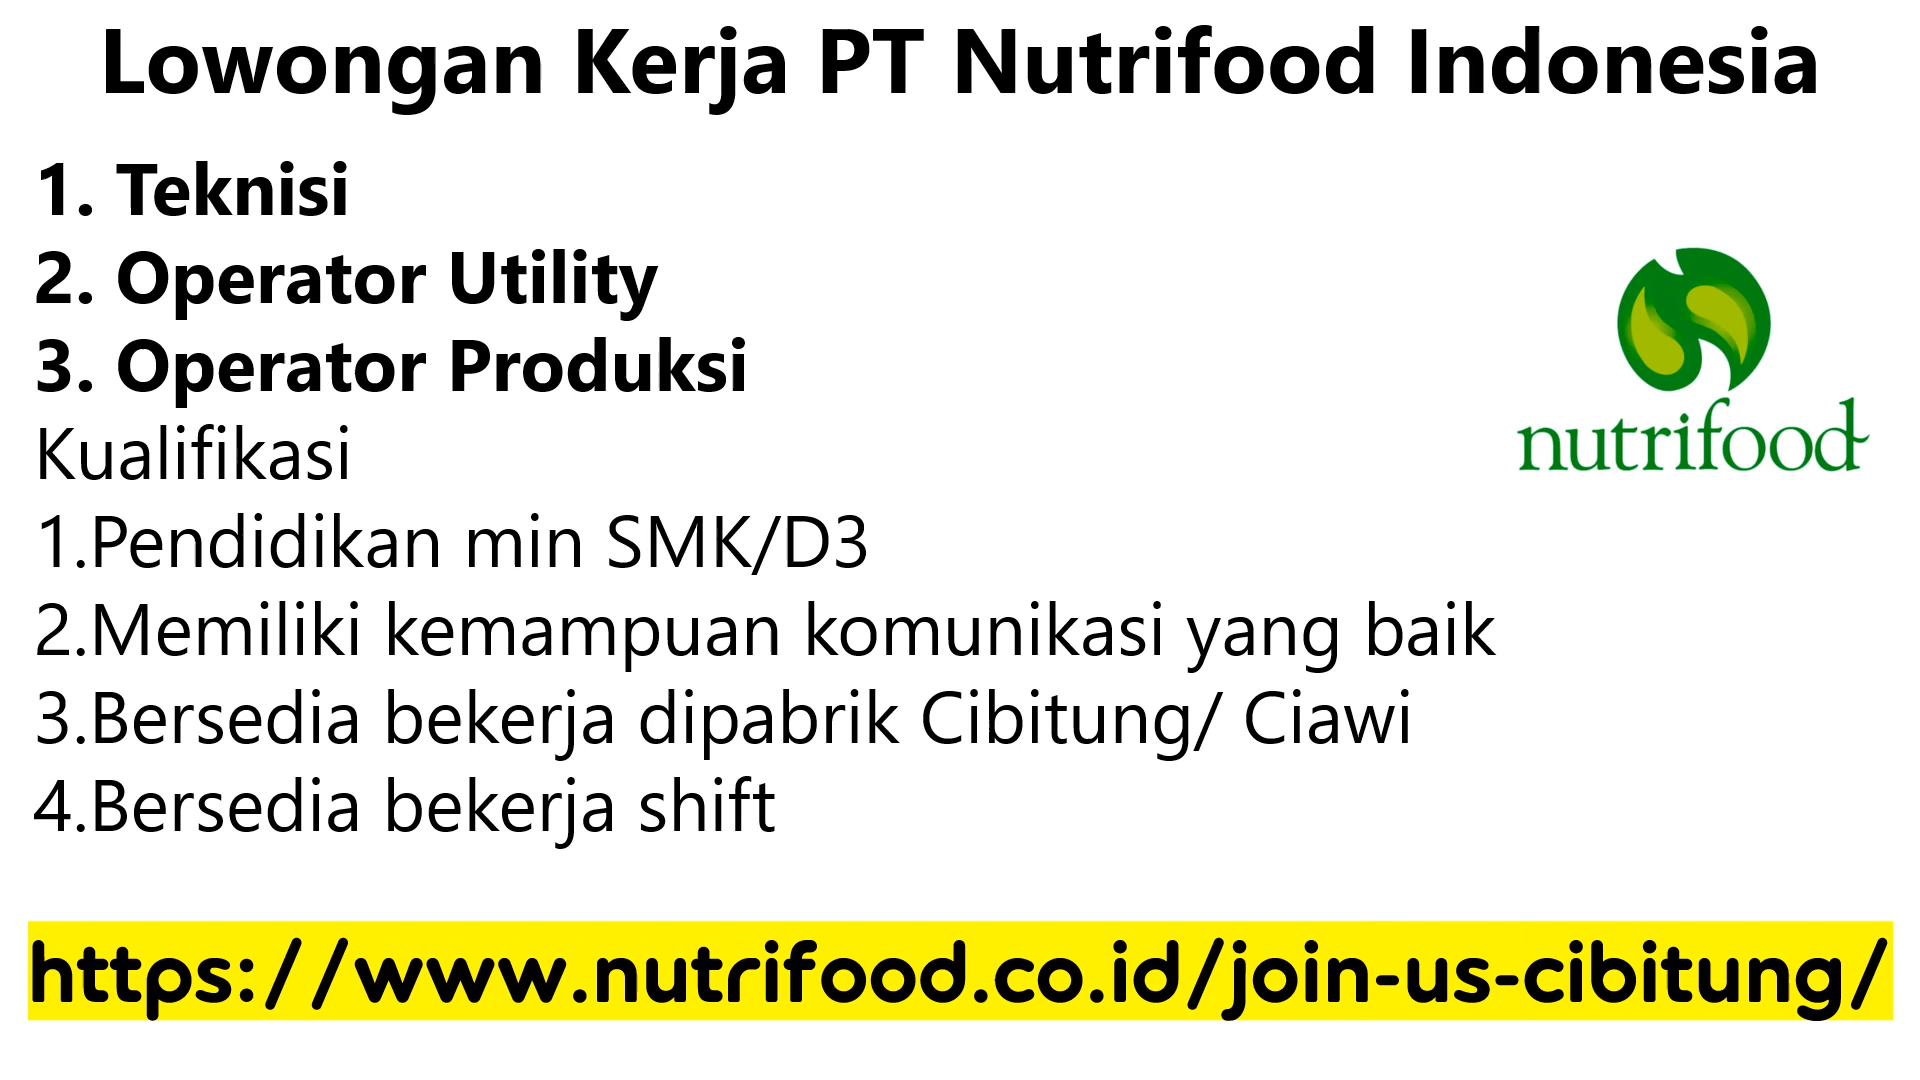 Lowongan Kerja PT Nutrifood Indonesia
1. Teknisi
2. Operator Utility
3. Operator Produksi
Kualifikasi
1.Pendidikan min SMK/D3
2.Memiliki kemampuan komunikasi yang baik
3.Bersedia bekerja dipabrik Cibitung/ Ciawi
4.Bersedia bekerja shift
nutrifood
https://www.nutrifood.co.id/join-us-cibitung/